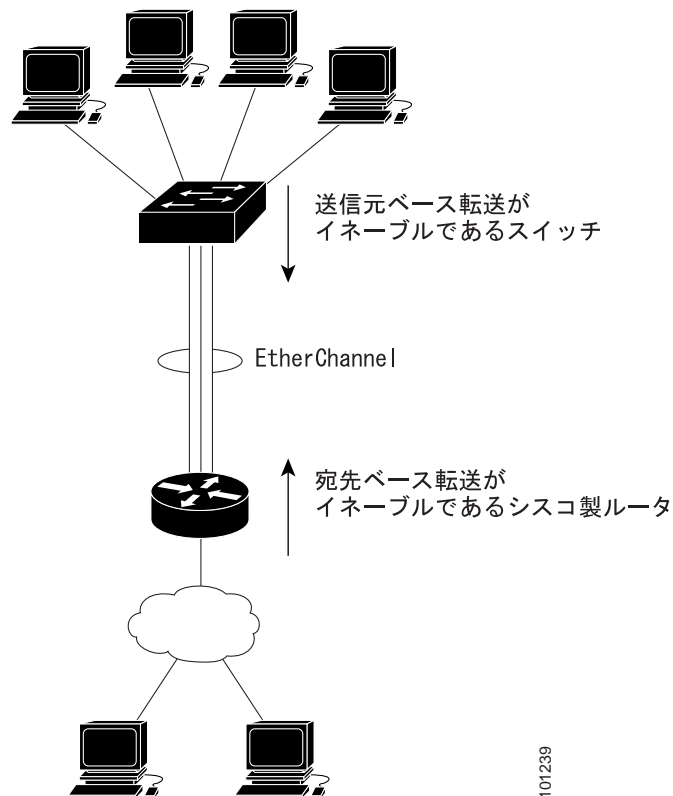 送信元ベース転送が
イネーブルであるスイッチ
EtherChannel
宛先ベース転送が
イネーブルであるシスコ製ルータ
101239